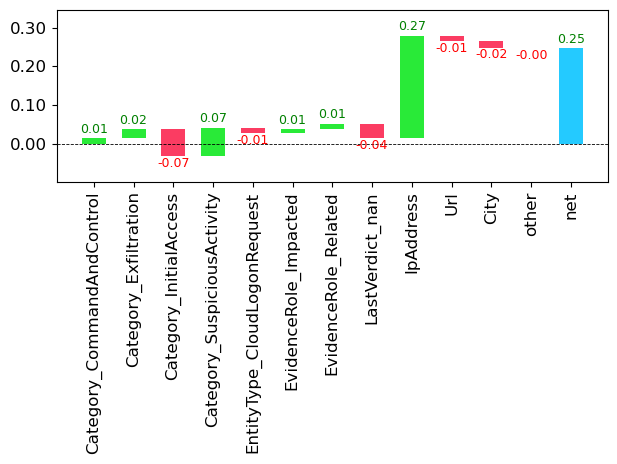 0.30
0.20
0.10
0.00
0.01
0.02
-0.07
0.07
-0.01
0.01
0.01
-0.04
0.27
-0.01
-0.02
-0.00
0.25
Category_CommandAndControl
Category_Exfiltration
Category_InitialAccess
Category_SuspiciousActivity
EntityType_CloudLogonRequest
EvidenceRole_Impacted
EvidenceRole_Related
LastVerdict_nan
IpAddress
Url
City
other
net